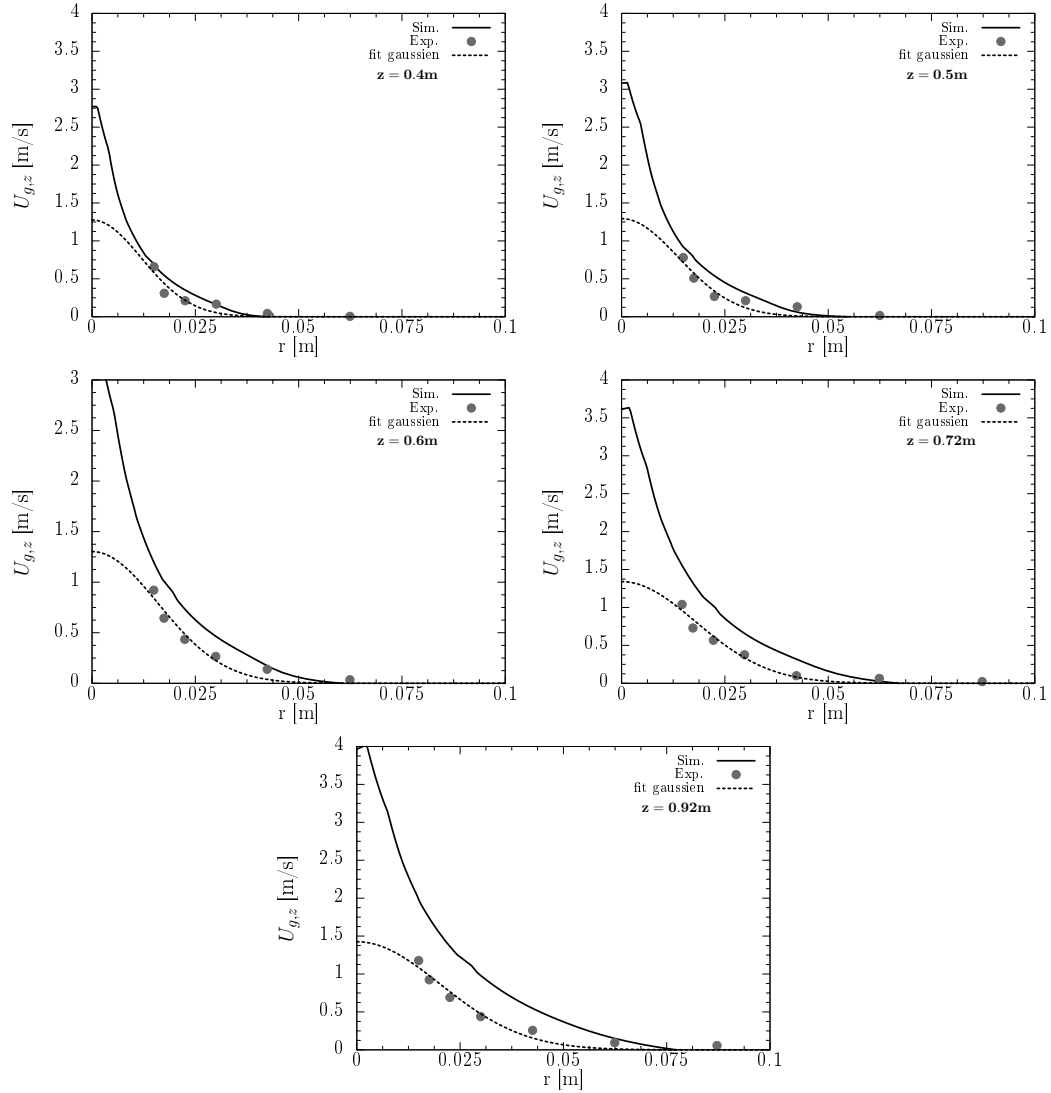 4
3.5
3
2.5
2
1.5
1
0.5
0
U_{g,z} [m/s]
Sim.
Exp.
fit gaussien
z = 0.4m
0 0.025 0.05 0.075 0.1
r [m]
4
3.5
3
2.5
2
1.5
1
0.5
0
U_{g,z} [m/s]
Sim.
Exp.
fit gaussien
z = 0.5m
0 0.025 0.05 0.075 0.1
r [m]
3
2.5
2
1.5
1
0.5
0
U_{g,z} [m/s]
Sim.
Exp.
fit gaussien
z = 0.6m
0 0.025 0.05 0.075 0.1
r [m]
4
3.5
3
2.5
2
1.5
1
0.5
0
U_{g,z} [m/s]
Sim.
Exp.
fit gaussien
z = 0.72m
0 0.025 0.05 0.075 0.1
r [m]
4
3.5
3
2.5
2
1.5
1
0.5
0
U_{g,z} [m/s]
Sim.
Exp.
fit gaussien
z = 0.92m
0 0.025 0.05 0.075 0.1
r [m]